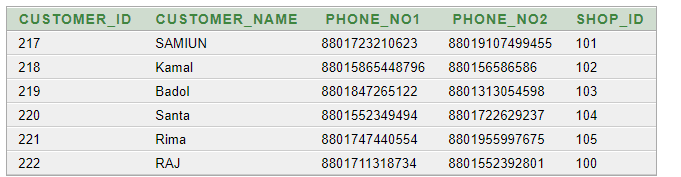 CUSTOMER_ID CUSTOMER_NAME PHONE_NO1 PHONE_NO2 SHOP_ID
217 SAMIUN 8801723210623 88019107499455 101
218 Kamal 88015865448796 880156586586 102
219 Badol 8801847265122 8801313054598 103
220 Santa 8801552349494 8801722629237 104
221 Rima 8801747440554 8801955997675 105
222 RAJ 8801711318734 8801552392801 100